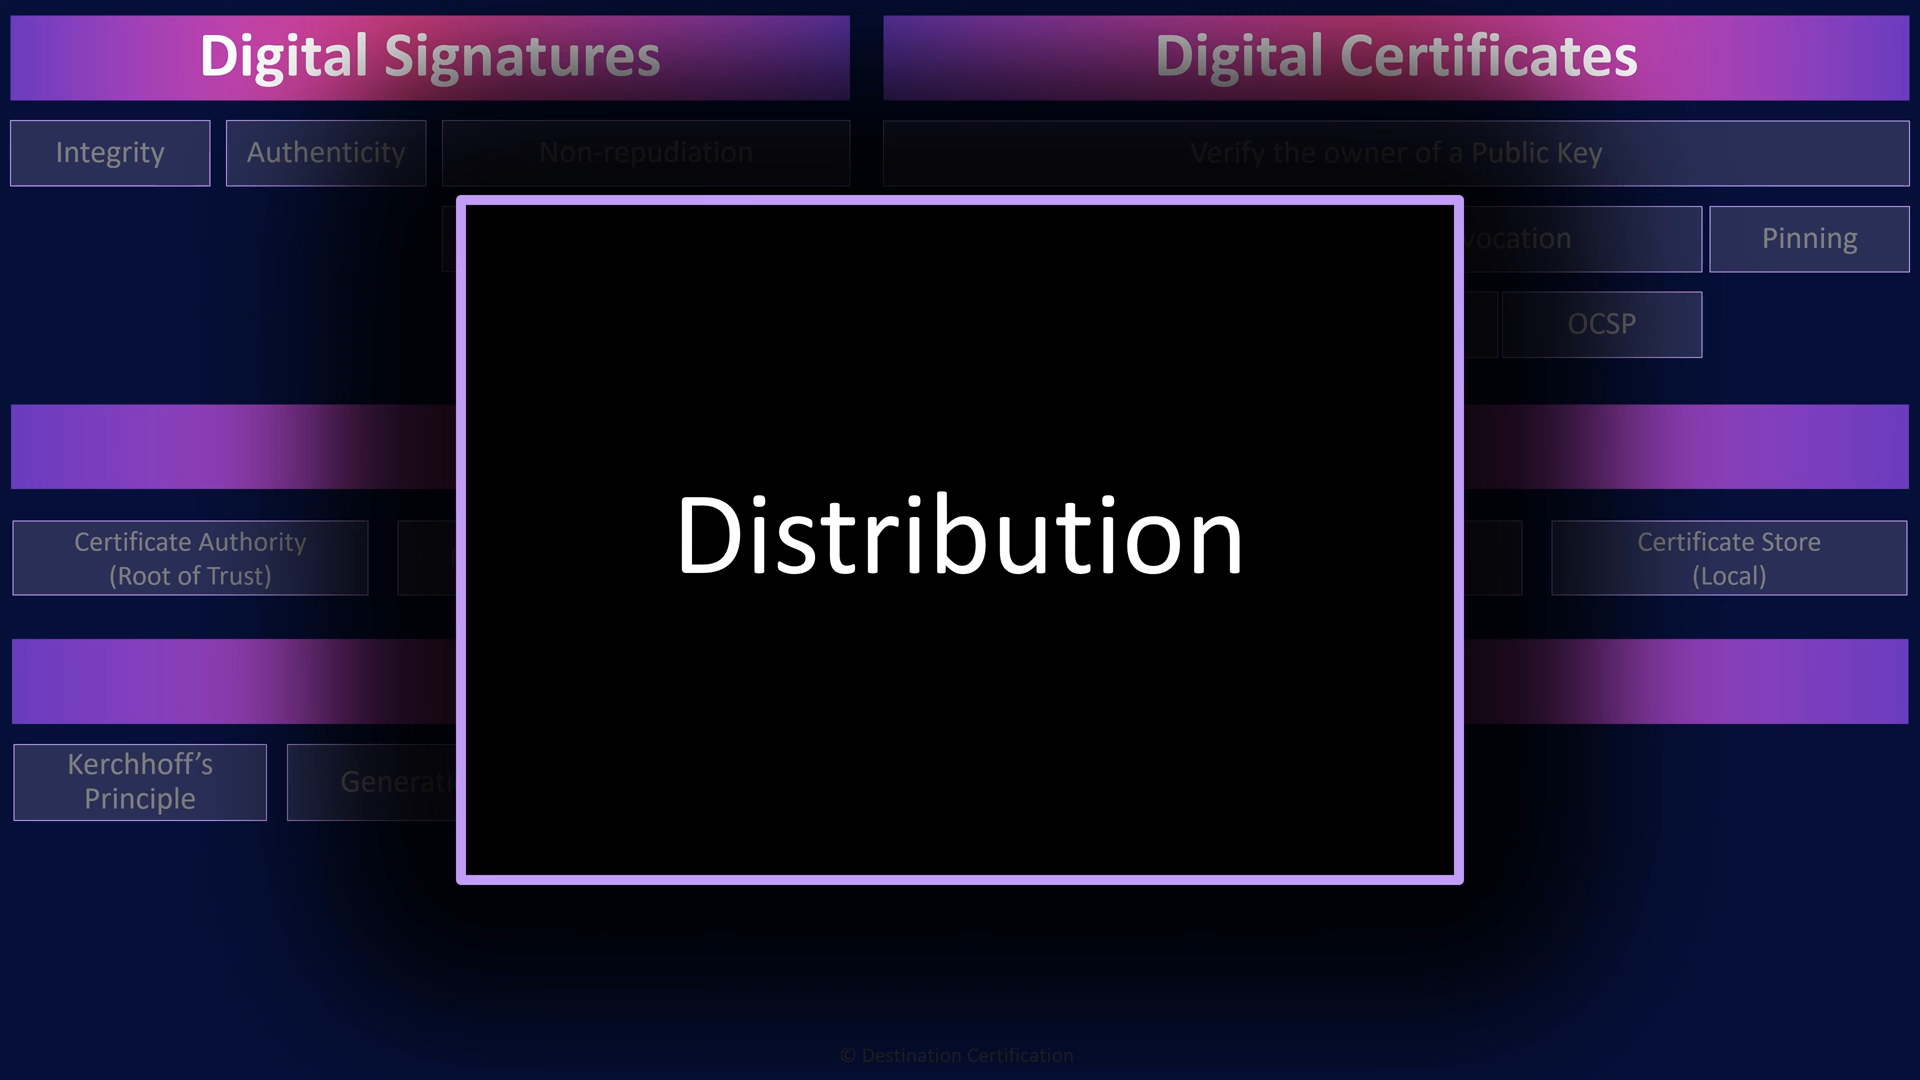 Digital Signatures
Digital Certificates
Integrity
Authenticity
Non-repudiation
Verify the owner of a Public Key
Pinning
OCSP
Certificate Authority
(Root of Trust)
Certificate Store
(Local)
Kerchhoff’s
Principle
Distribution
© Destination Certification